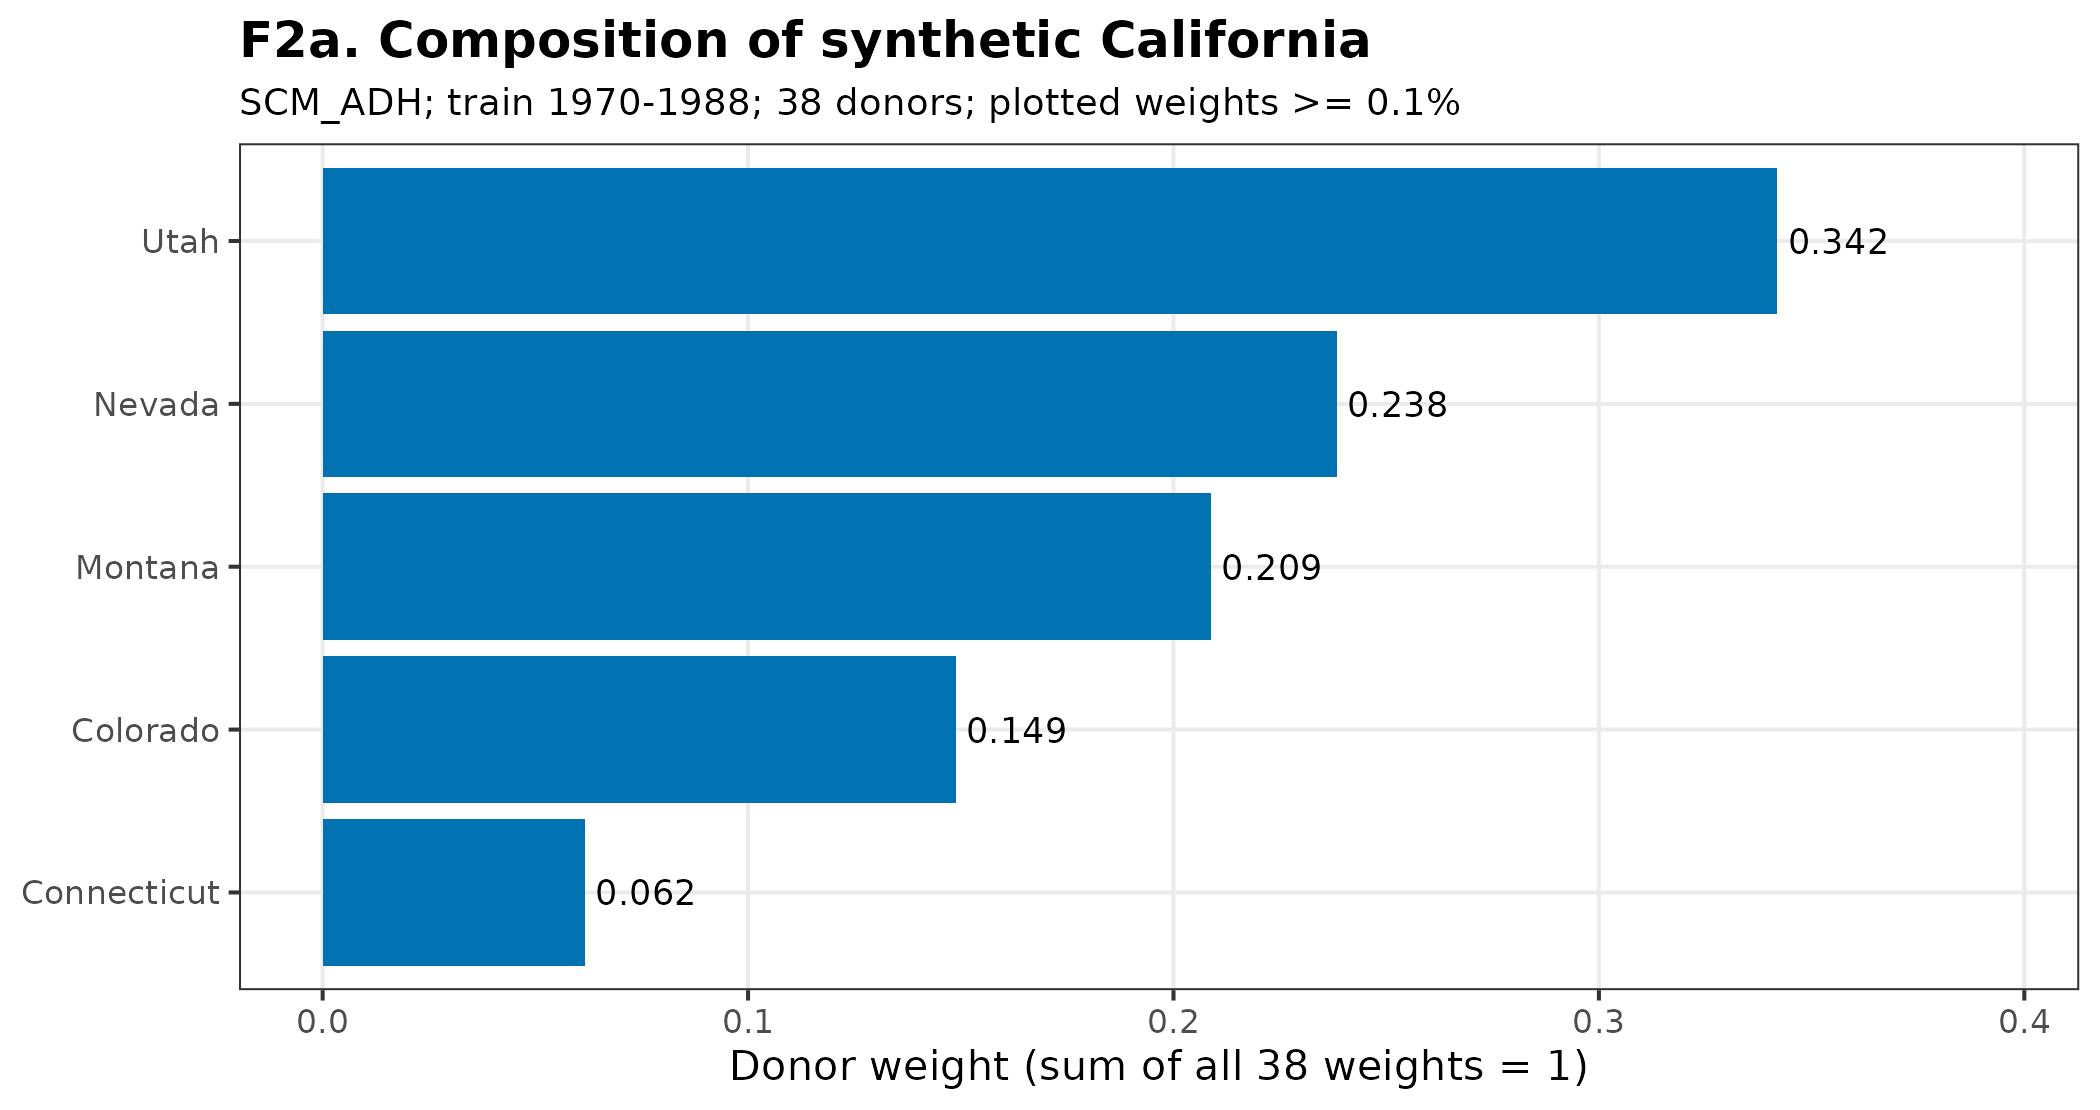 F2a. Composition of synthetic California
SCM_ADH; train 1970-1988; 38 donors; plotted weights >= 0.1%
Utah
0.342
Nevada
0.238
Montana
0.209
Colorado
0.149
Connecticut
0.062
0.0
0.1
0.2
0.3
0.4
Donor weight (sum of all 38 weights = 1)